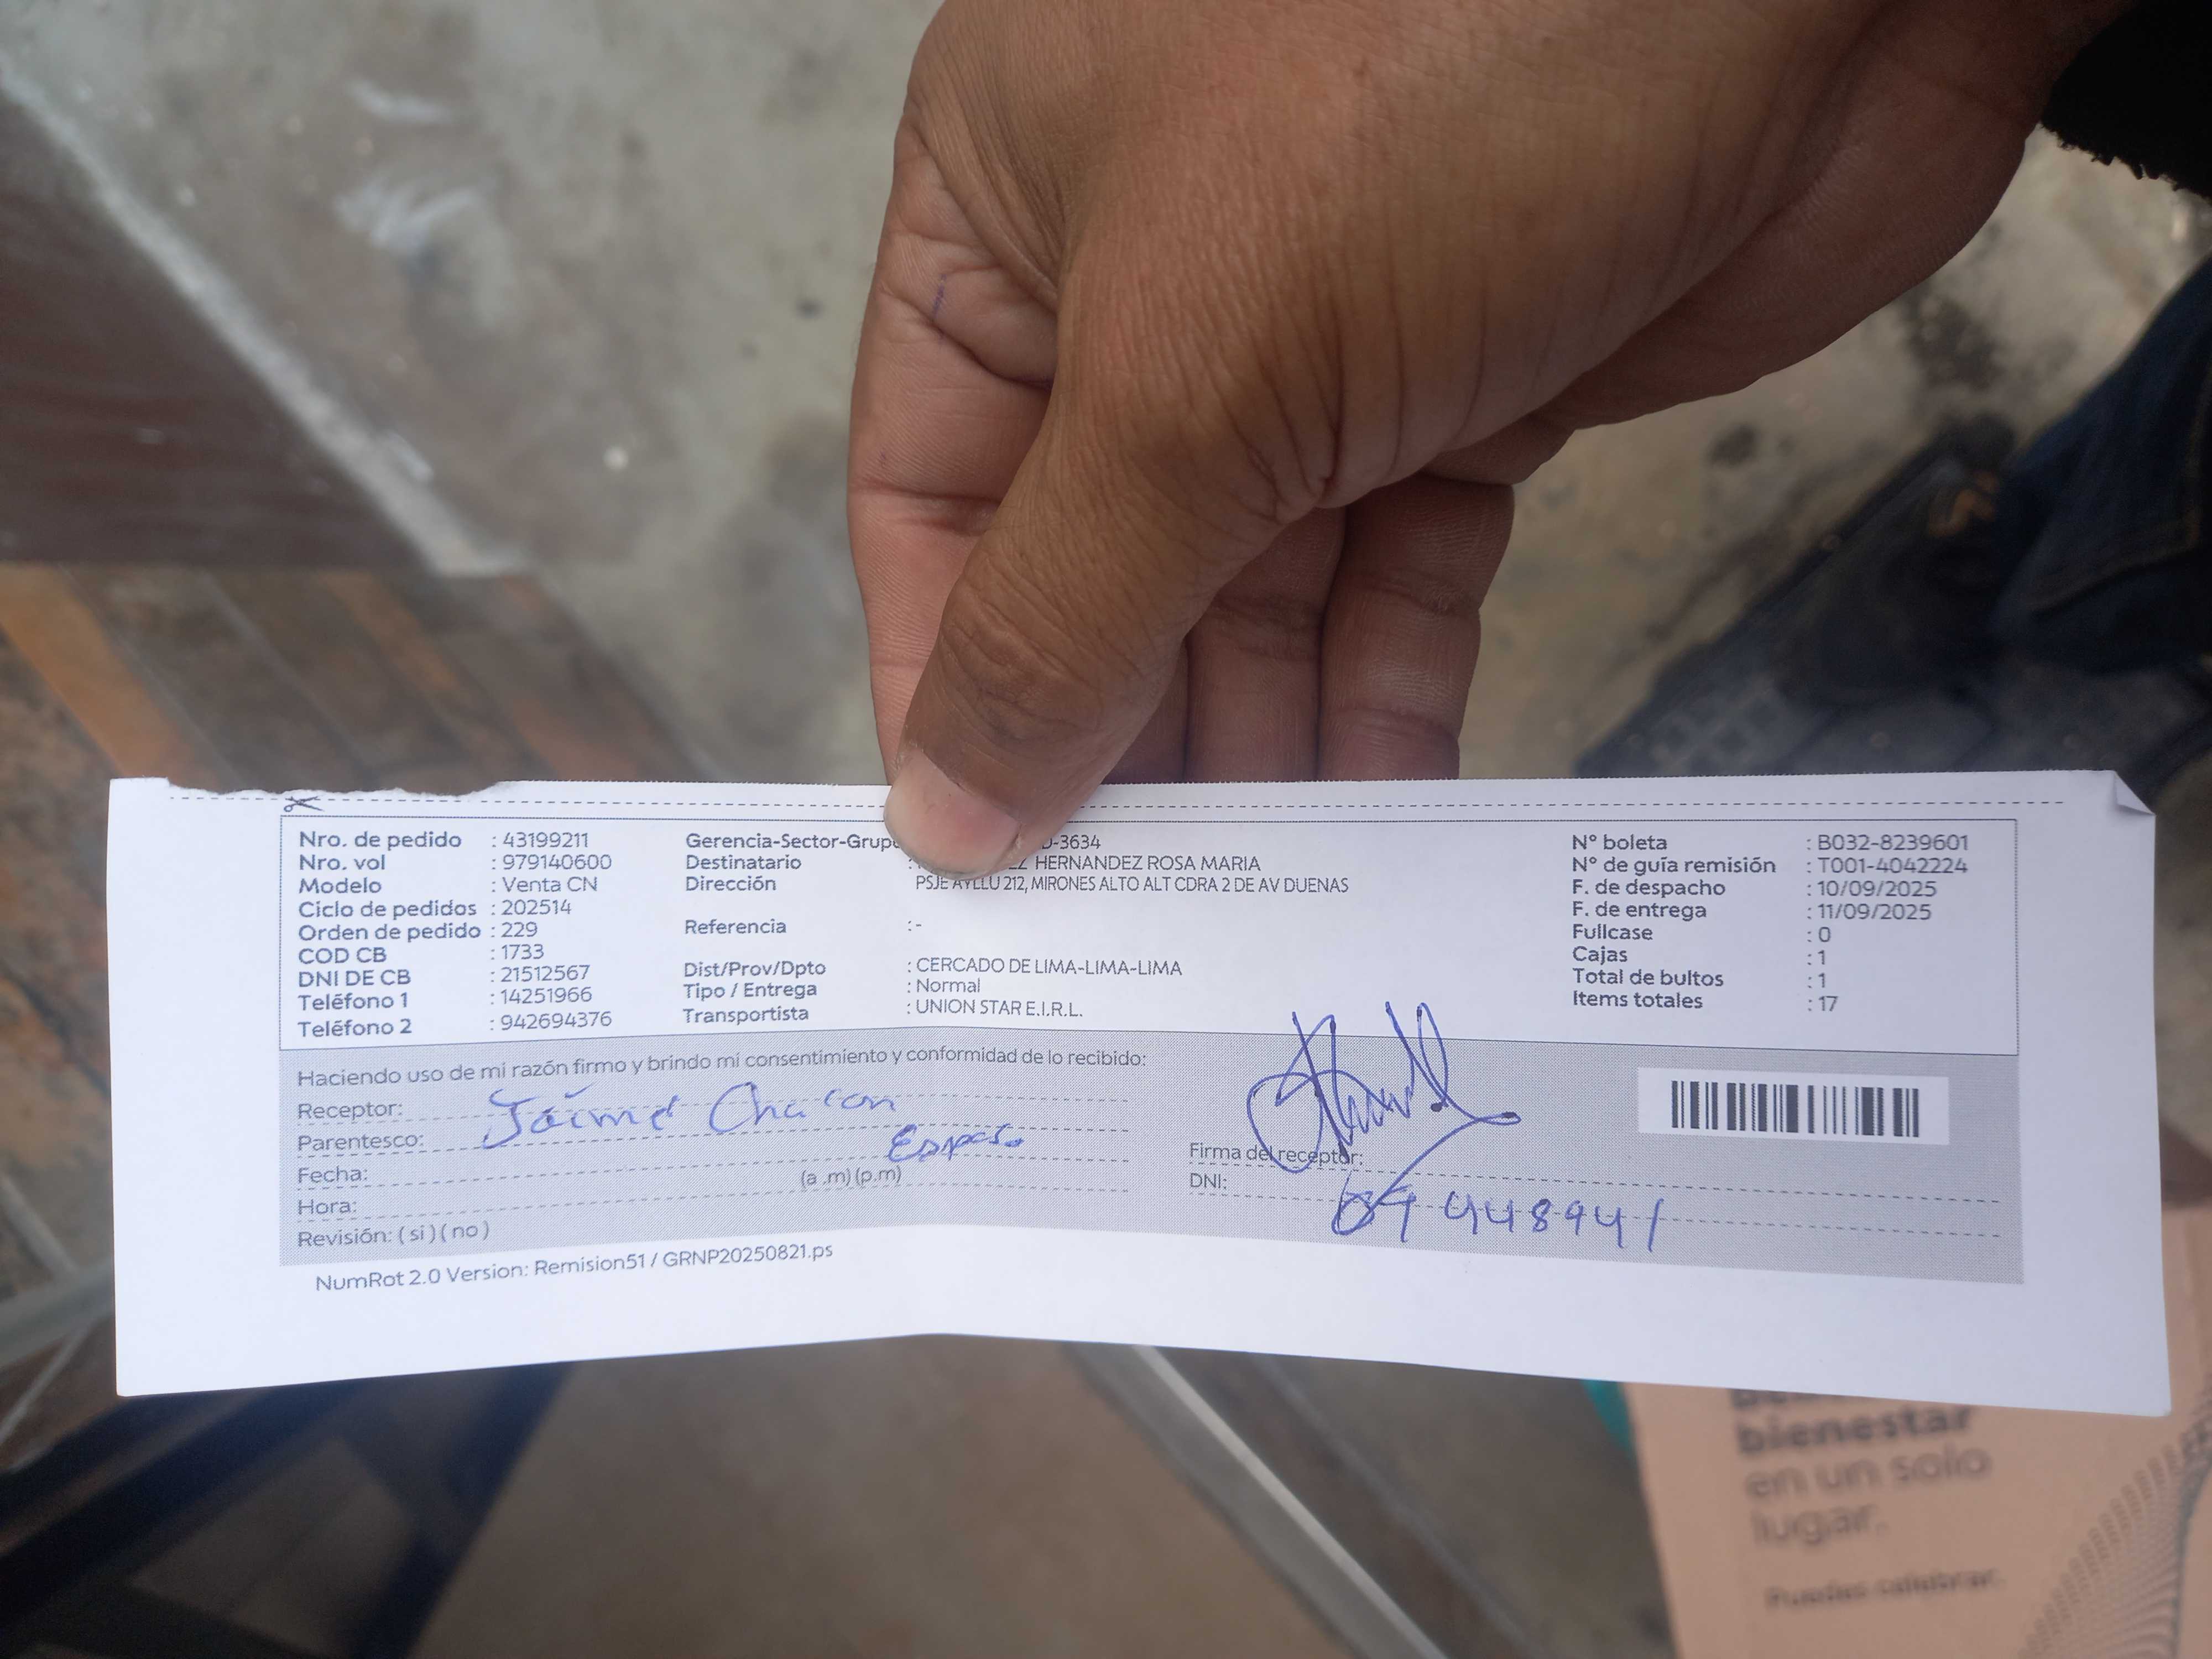 Nro. de pedido : 43199211
Nro. vol : 979140600
Modelo : Venta CN
Ciclo de pedidos : 202514
Orden de pedido : 229
COD CB : 1733
DNI DE CB : 21512567
Teléfono 1 : 14251966
Teléfono 2 : 942694376
Gerencia-Sector-Grup -3634
Destinatario : HERNANDEZ ROSA MARIA
Dirección PSJE AYLLU 212, MIRONES ALTO ALT CDRA 2 DE AV DUENAS
Referencia : -
Dist/Prov/Dpto : CERCADO DE LIMA-LIMA-LIMA
Tipo / Entrega : Normal
Transportista : UNION STAR E.I.R.L.
N° boleta : B032-8239601
N° de guía remisión : T001-4042224
F. de despacho : 10/09/2025
F. de entrega : 11/09/2025
Fullcase : 0
Cajas : 1
Total de bultos : 1
Items totales : 17
Haciendo uso de mi razón firmo y brindo mi consentimiento y conformidad de lo recibido:
Receptor: Jaime Chacon
Parentesco: Esposo
Fecha:
Hora: (a .m) (p.m)
Revisión: ( si ) ( no )
Firma del receptor:
DNI: 09448941
NumRot 2.0 Version: Remision51 / GRNP20250821.ps
bienestar
en un solo
lugar.